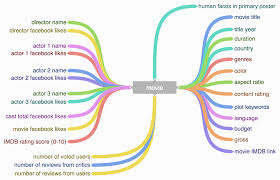 human faces in primary poster
director name
director facebook likes
actor 1 name
actor 1 facebook likes
actor 2 name
actor 2 facebook likes
actor 3 name
actor 3 facebook likes
cast total facebook likes
movie facebook likes
IMDB rating score (0-10)
number of voted users
number of reviews from critics
number of reviews from users
movie
movie title
title year
duration
country
genres
color
aspect ratio
content rating
plot keywords
language
budget
gross
movie IMDB link